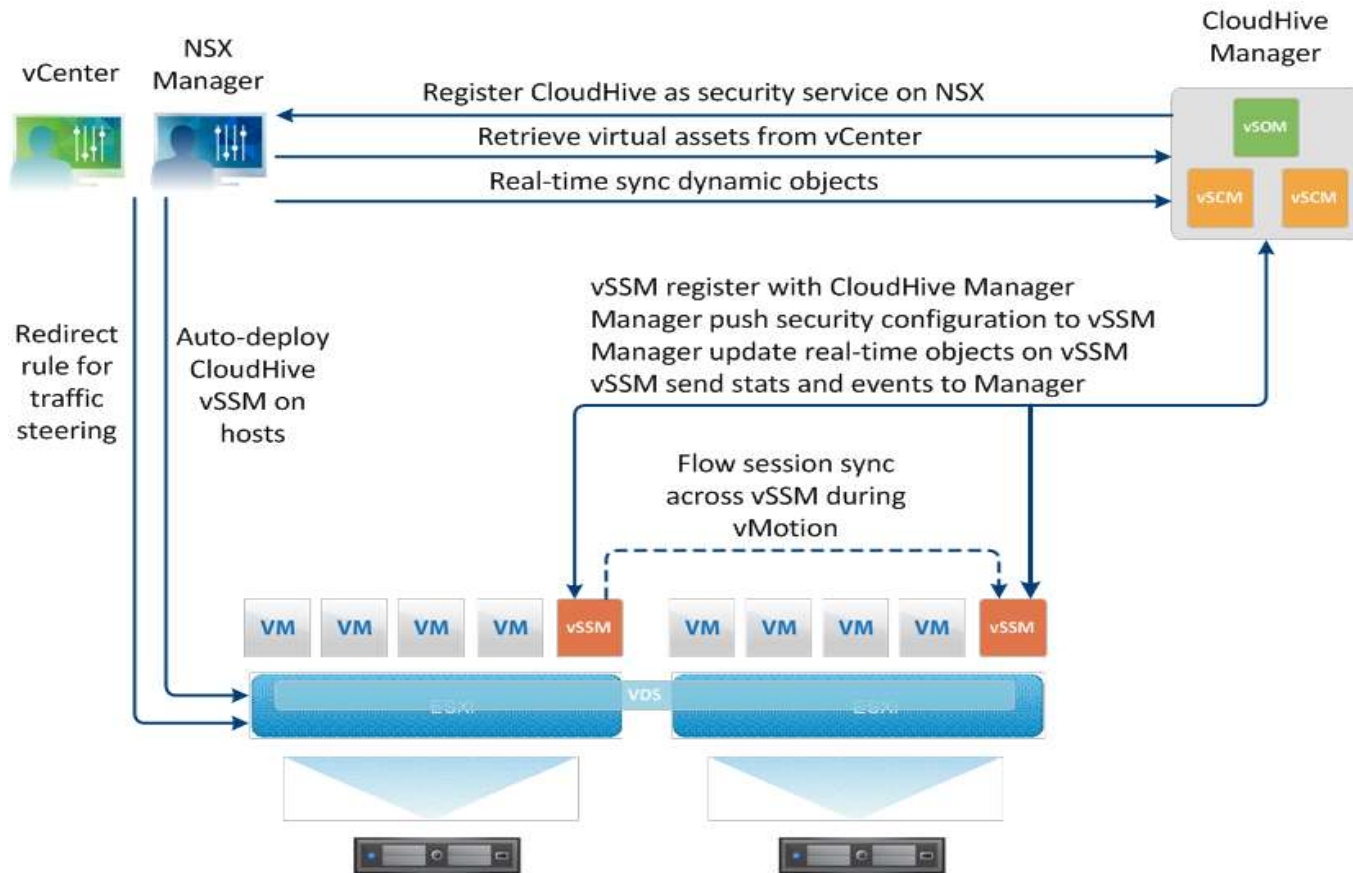 CloudHive
Manager
NSX
Manager
vCenter
Register CloudHive as security service on NSX
Retrieve virtual assets from vCenter
Real-time sync dynamic objects
vSOM
vSCM
vSCM
vSSM register with CloudHive Manager
Manager push security configuration to vSSM
Manager update real-time objects on vSSM
vSSM send stats and events to Manager
Redirect
rule for
traffic
steering
Auto-deploy
CloudHive
vSSM on
hosts
Flow session sync
across vSSM during
vMotion
VM
VM
VM
VM
vSSM
VM
VM
VM
VM
vSSM
VDS
ESXi
ESXi